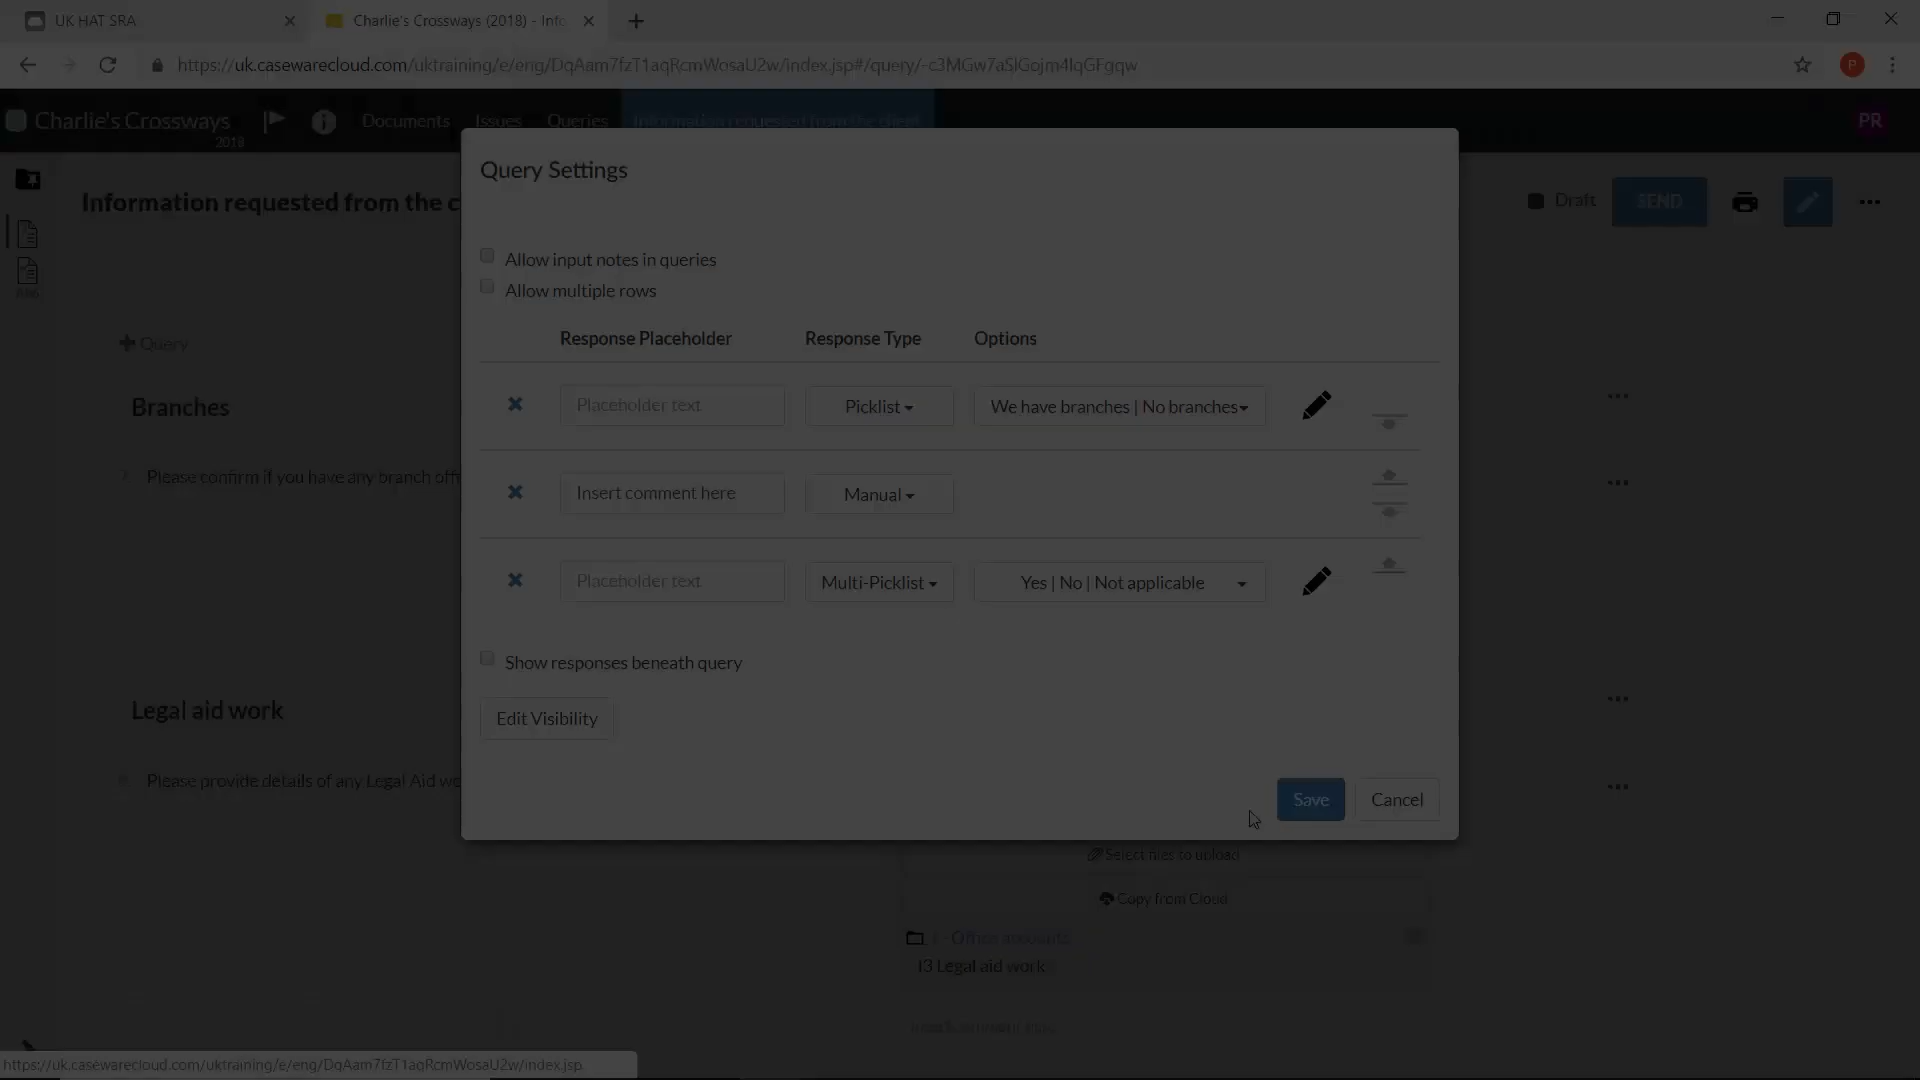 UK HAT SRA
Charlie's Crossways (2018) - Info
https://uk.casewarecloud.com/uktraining/e/eng/DqAam7fzT1aqRcmWosaU2w/index.jsp#/query/-c3MGw7aSjGojm4lqGFgqw
P
Charlie's Crossways
2018
Documents
Issues
Queries
Information requested from the client
PR
Query Settings
Information requested from the c
Draft
SEND
Allow input notes in queries
Allow multiple rows
Response Placeholder
Response Type
Options
+ Query
Branches
Placeholder text
Picklist
We have branches | No branches
Please confirm if you have any branch off
Insert comment here
Manual
Placeholder text
Multi-Picklist
Yes | No | Not applicable
Show responses beneath query
Legal aid work
Edit Visibility
Please provide details of any Legal Aid wo
Save
Cancel
Select files to upload
Copy from Cloud
I - Office accounts
I3 Legal aid work
https://uk.casewarecloud.com/uktraining/e/eng/DqAam7fzT1aqRcmWosaU2w/index.jsp